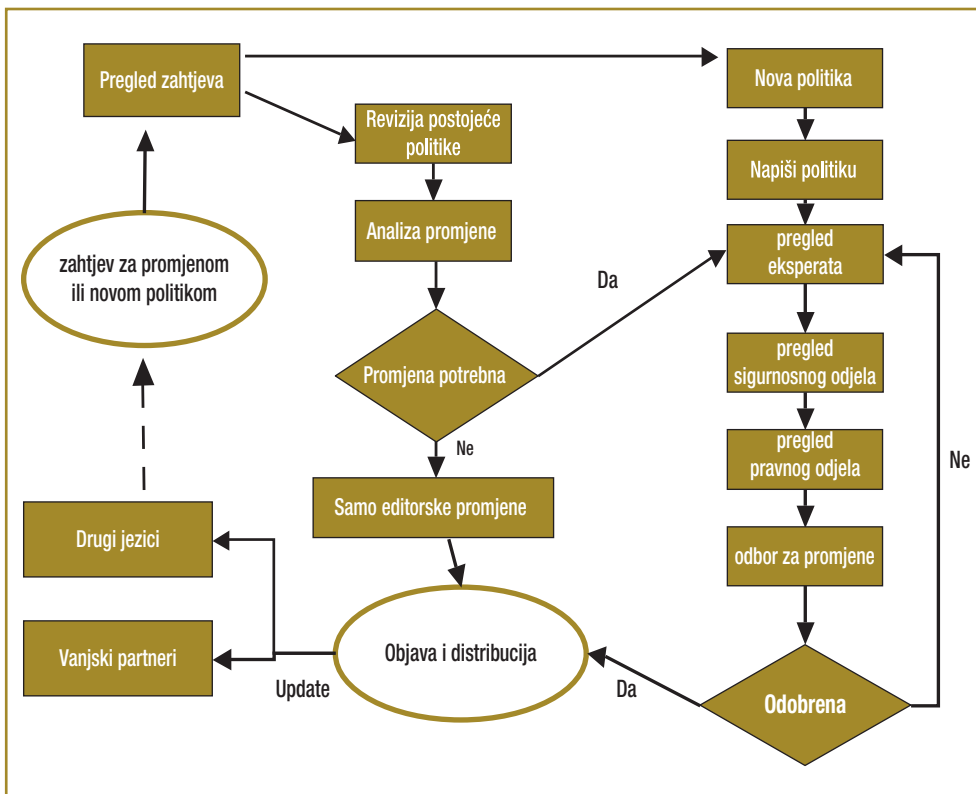 Pregled zahtjeva
Nova politika
Revizija postojeće
politike
Napiši politiku
Analiza promjene
pregled
eksperata
zahtjev za promjenom
ili novom politikom
Da
Promjena potrebna
pregled
sigurnosnog odjela
Ne
pregled
pravnog odjela
Ne
Samo editorske promjene
Drugi jezici
odbor za promjene
Vanjski partneri
Objava i distribucija
Update
Da
Odobrena